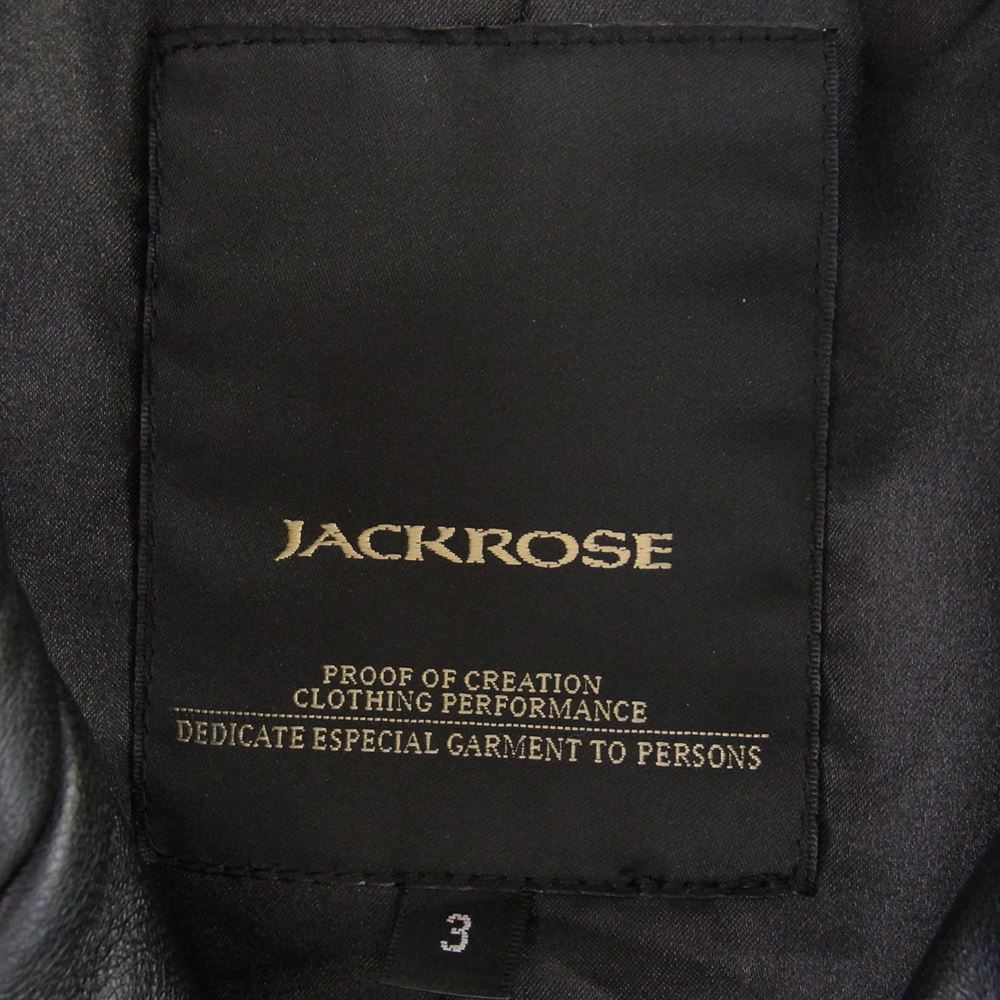 JACKROSE
PROOF OF CREATION
CLOTHING PERFORMANCE
DEDICATE ESPECIAL GARMENT TO PERSONS
3